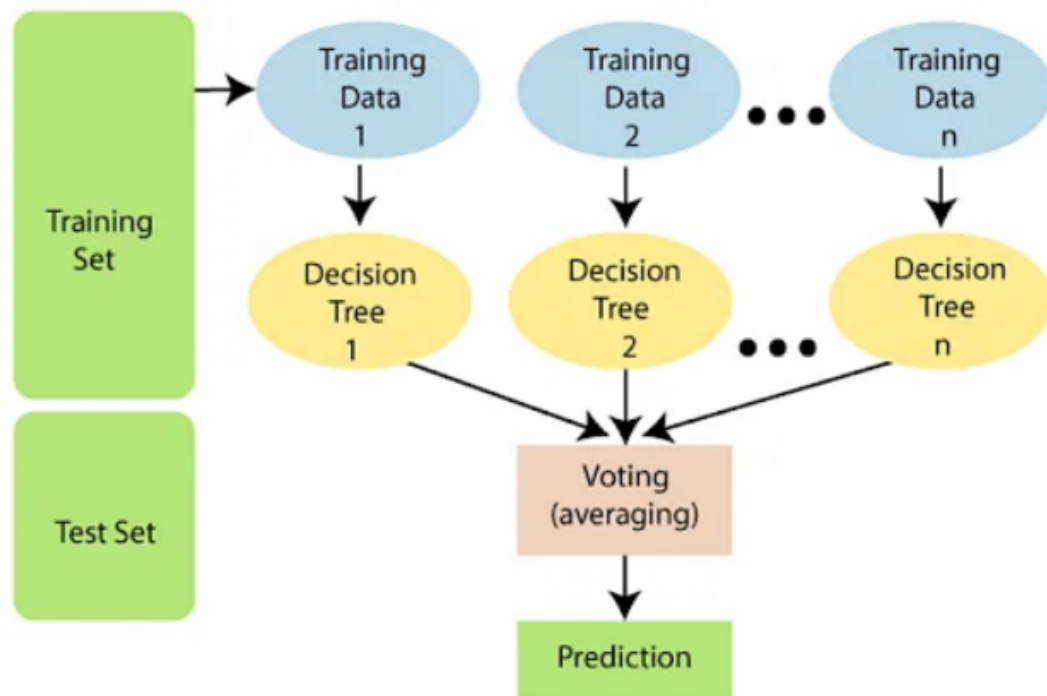 Training
Set
Test Set
Training
Data
1
Training
Data
2
Training
Data
n
Decision
Tree
1
Decision
Tree
2
Decision
Tree
n
Voting
(averaging)
Prediction